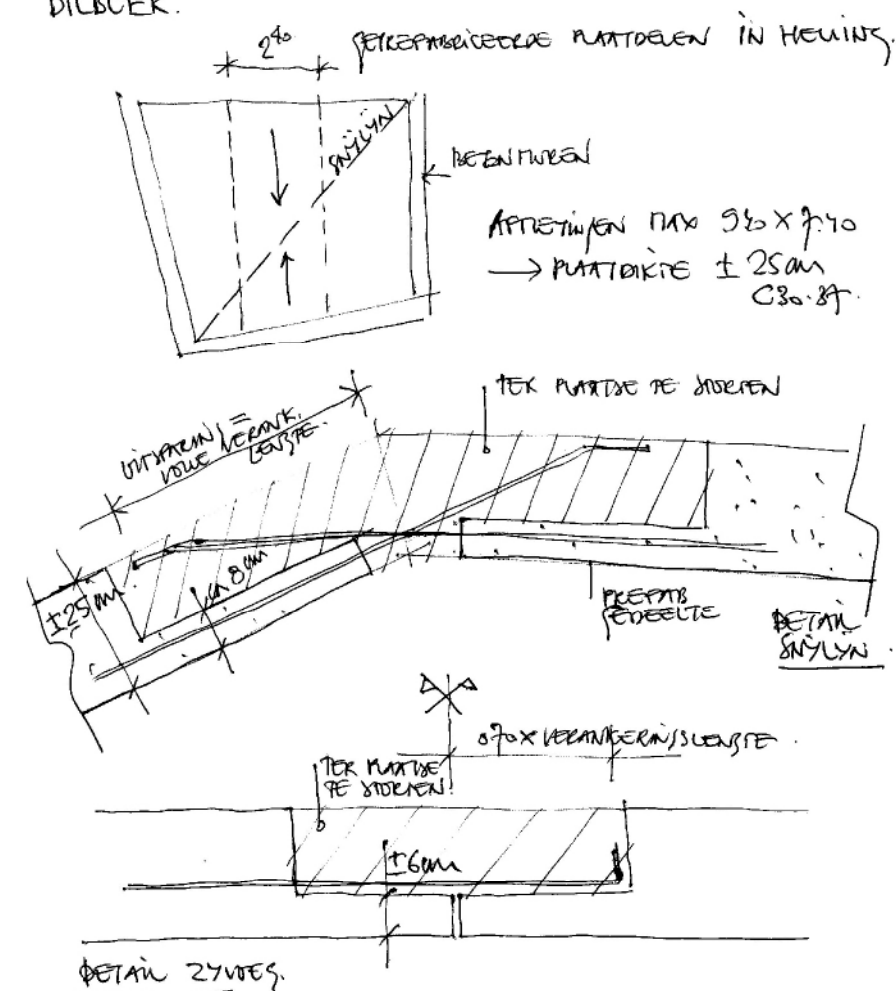 DILBEEK.
2⁴⁰
GEPREFABRICEERDE PLAATDELEN IN HELLING.
SNIJLIJN
BETONMUREN
AFMETINGEN MAX × 7.40
→ PLAATDIKTE ± 25cm
C30.37.
TER PLAATSE TE STORTEN
UITSPARING =
VOLLE VERANK.
LENGTE.
± 25cm
8cm
PREFAB
GEDEELTE
DETAIL
SNIJLIJN.
0.70 × VERANKERINGSLENGTE.
TER PLAATSE
TE STORTEN.
±6cm
DETAIL ZIJVOEG.